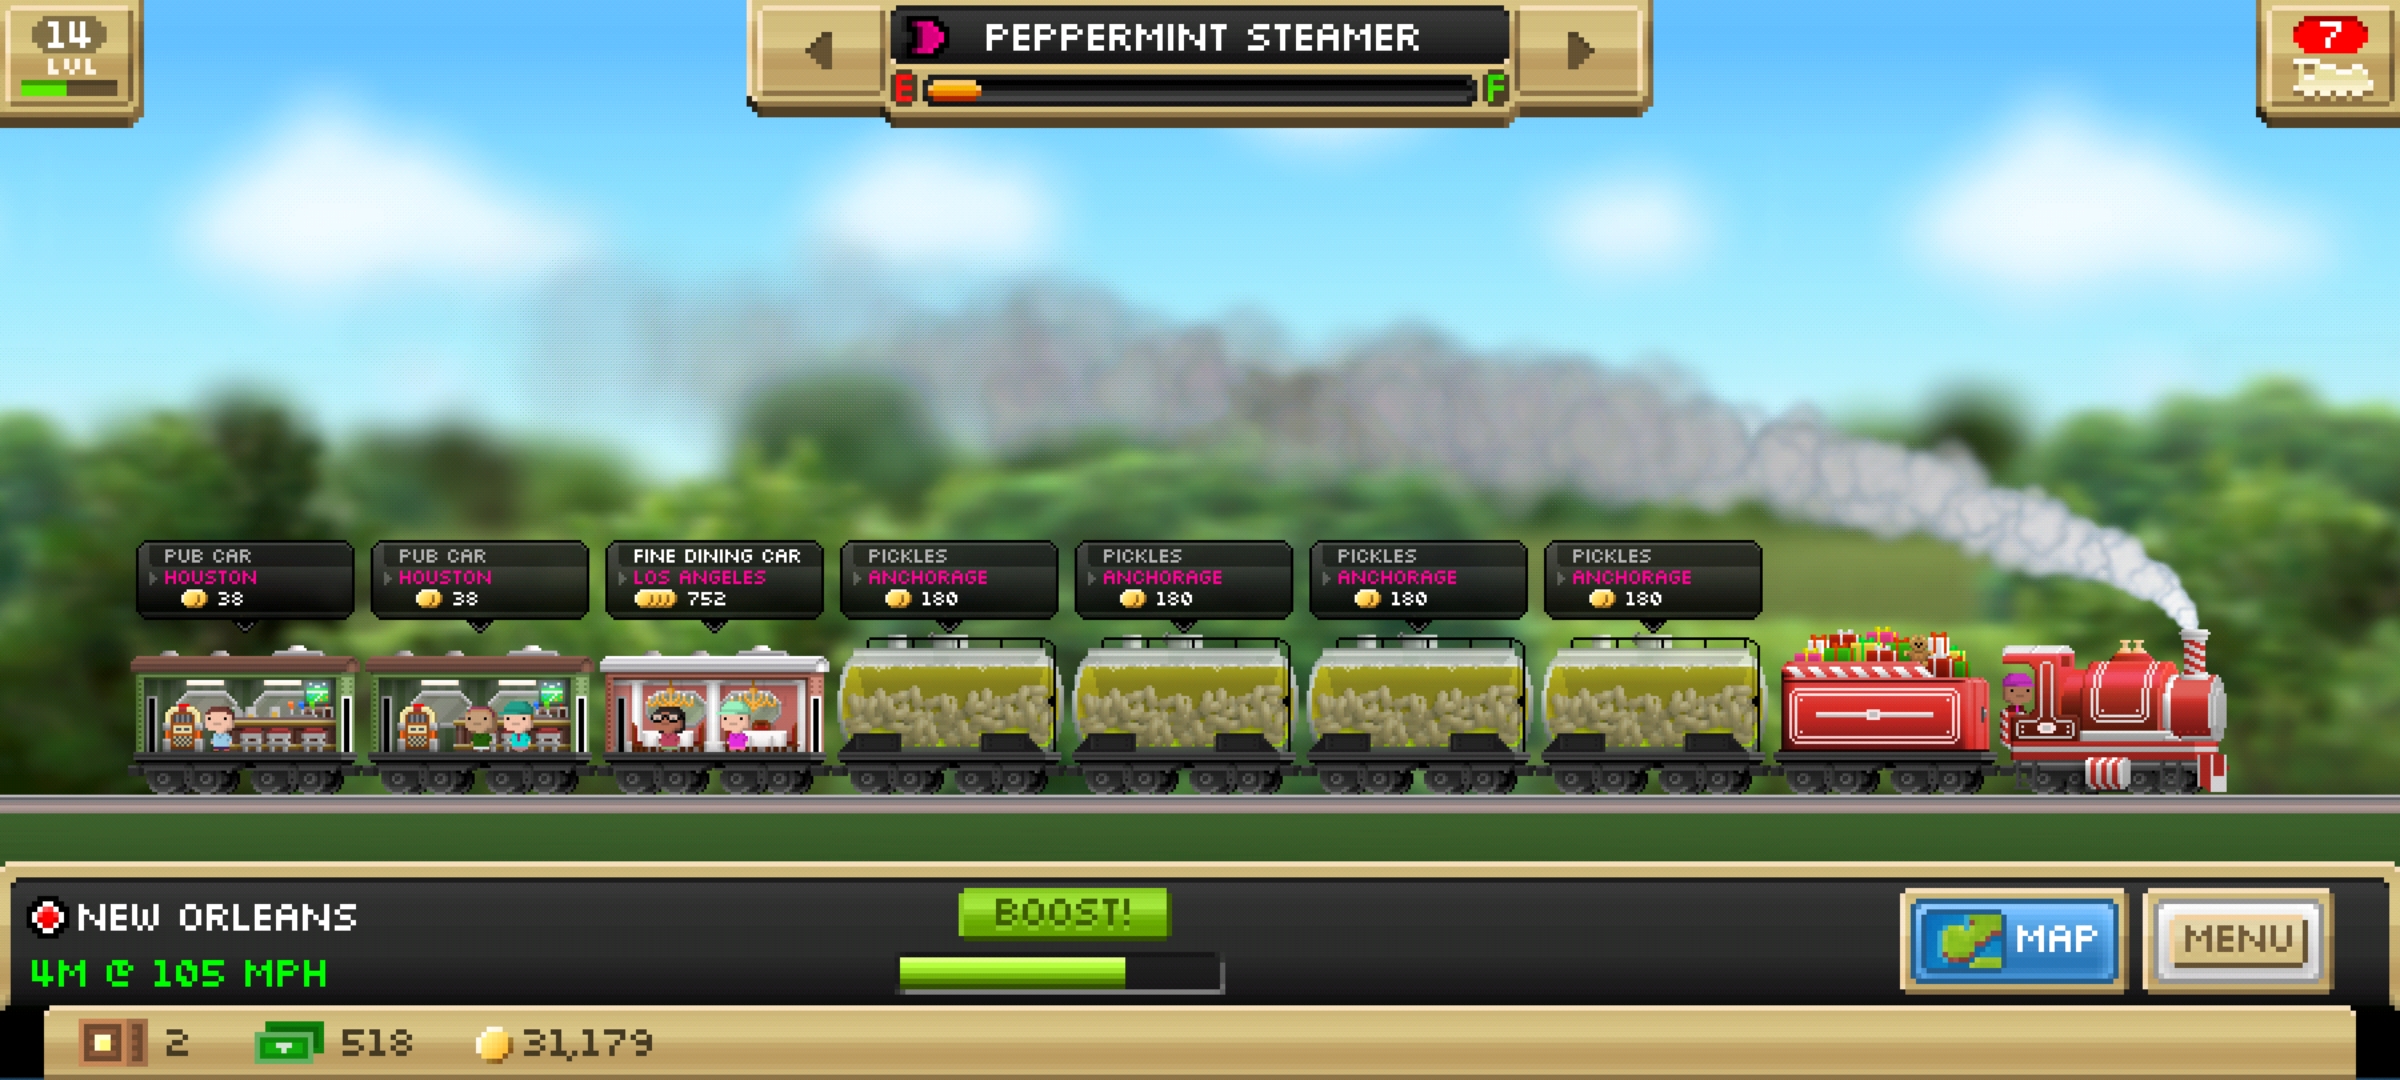 14
LVL
PEPPERMINT STEAMER
E F
7
PUB CAR
HOUSTON
38
PUB CAR
HOUSTON
38
FINE DINING CAR
LOS ANGELES
752
PICKLES
ANCHORAGE
180
PICKLES
ANCHORAGE
180
PICKLES
ANCHORAGE
180
PICKLES
ANCHORAGE
180
NEW ORLEANS
4M @ 105 MPH
BOOST!
MAP
MENU
2
518
31,179